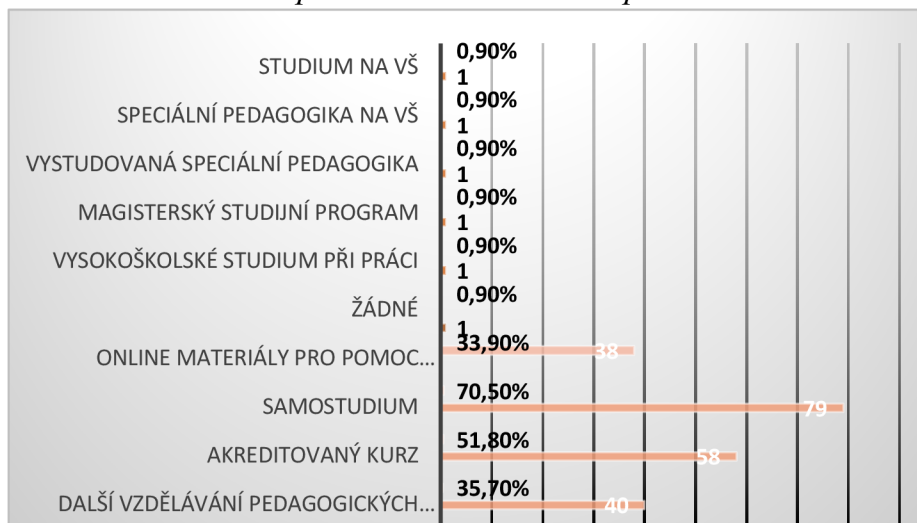 STUDIUM NA VŠ
0,90%
1
SPECIÁLNÍ PEDAGOGIKA NA VŠ
0,90%
1
VYSTUDOVANÁ SPECIÁLNÍ PEDAGOGIKA
0,90%
1
MAGISTERSKÝ STUDIJNÍ PROGRAM
0,90%
1
VYSOKOŠKOLSKÉ STUDIUM PŘI PRÁCI
0,90%
1
ŽÁDNÉ
0,90%
1
ONLINE MATERIÁLY PRO POMOC...
33,90%
38
SAMOSTUDIUM
70,50%
79
AKREDITOVANÝ KURZ
51,80%
58
DALŠÍ VZDĚLÁVÁNÍ PEDAGOGICKÝCH...
35,70%
40